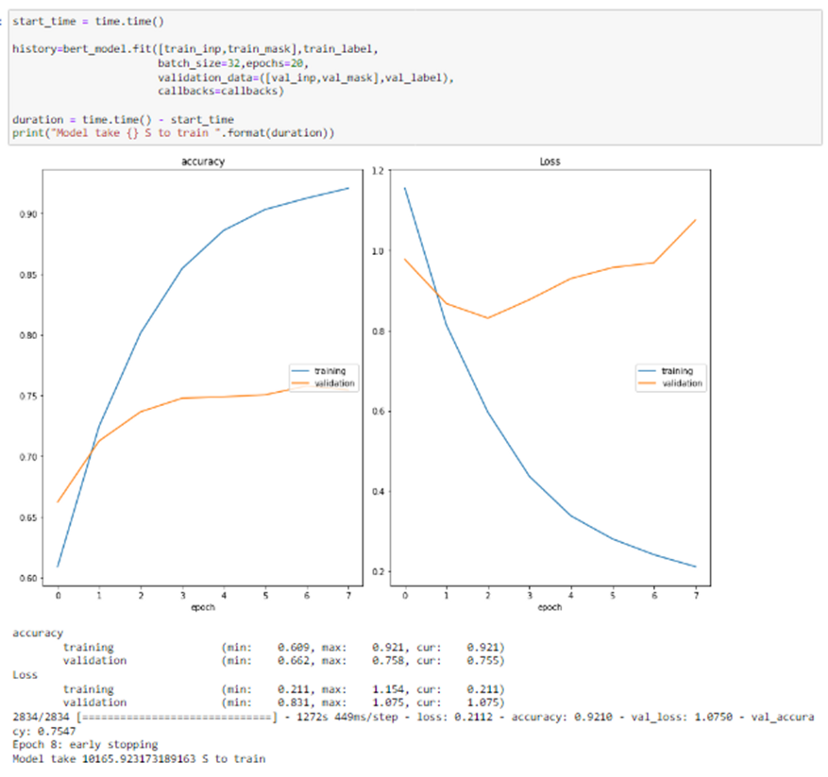 : start_time = time.time()
history=bert_model.fit([train_inp,train_mask],train_label,
batch_size=32,epochs=20,
validation_data=([val_inp,val_mask],val_label),
callbacks=callbacks)
duration = time.time() - start_time
print("Model take {} S to train ".format(duration))
accuracy
0.90
0.85
0.80
0.75
0.70
0.65
0.60
training
validation
0 1 2 3 4 5 6 7
epoch
Loss
1.2
1.0
0.8
0.6
0.4
0.2
training
validation
0 1 2 3 4 5 6 7
epoch
accuracy
training (min: 0.609, max: 0.921, cur: 0.921)
validation (min: 0.662, max: 0.758, cur: 0.755)
Loss
training (min: 0.211, max: 1.154, cur: 0.211)
validation (min: 0.831, max: 1.075, cur: 1.075)
2834/2834 [==============================] - 1272s 449ms/step - loss: 0.2112 - accuracy: 0.9210 - val_loss: 1.0750 - val_accura
cy: 0.7547
Epoch 8: early stopping
Model take 10165.923173189163 S to train